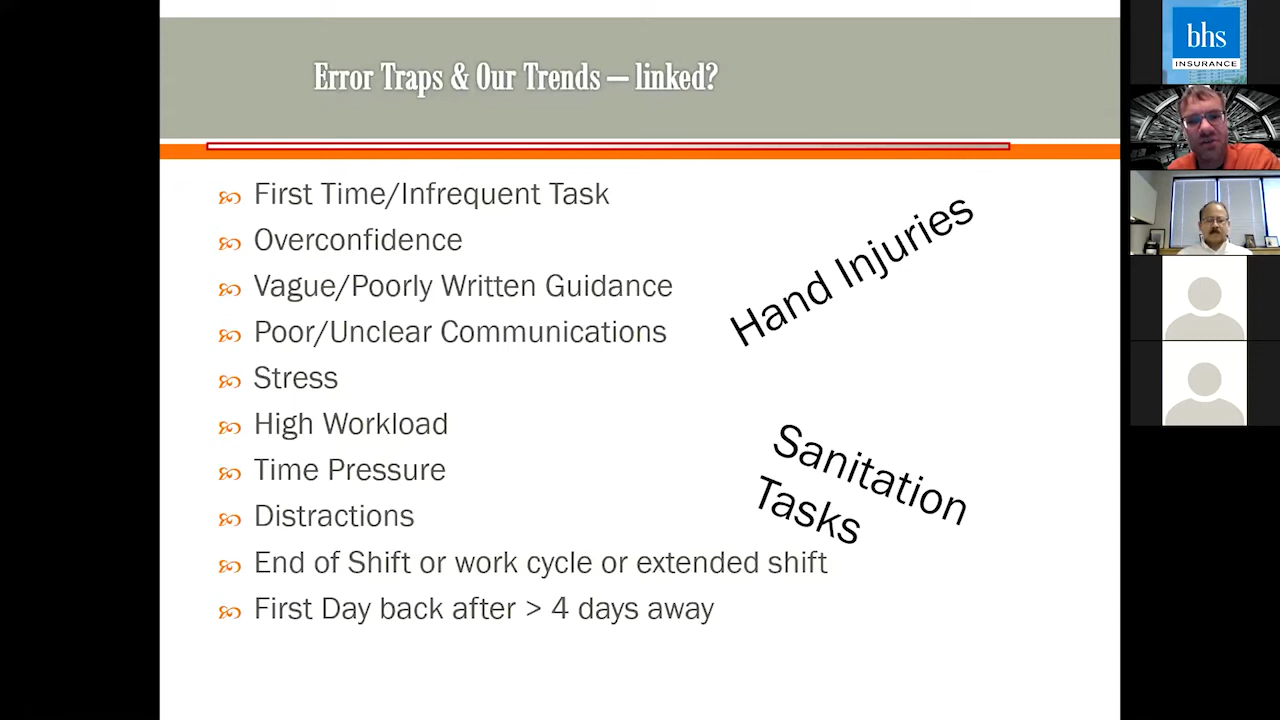 Error Traps & Our Trends – linked?
First Time/Infrequent Task
Overconfidence
Vague/Poorly Written Guidance
Poor/Unclear Communications
Stress
High Workload
Time Pressure
Distractions
End of Shift or work cycle or extended shift
First Day back after > 4 days away
Hand Injuries
Sanitation
Tasks
bhs
INSURANCE